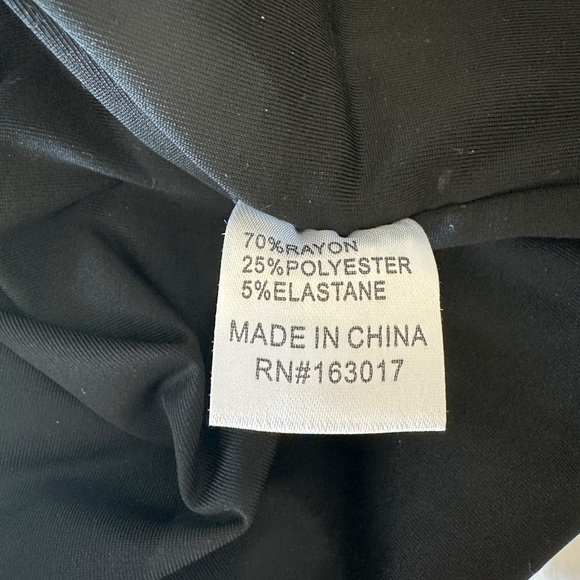 70%RAYON
25%POLYESTER
5%ELASTANE
MADE IN CHINA
RN#163017